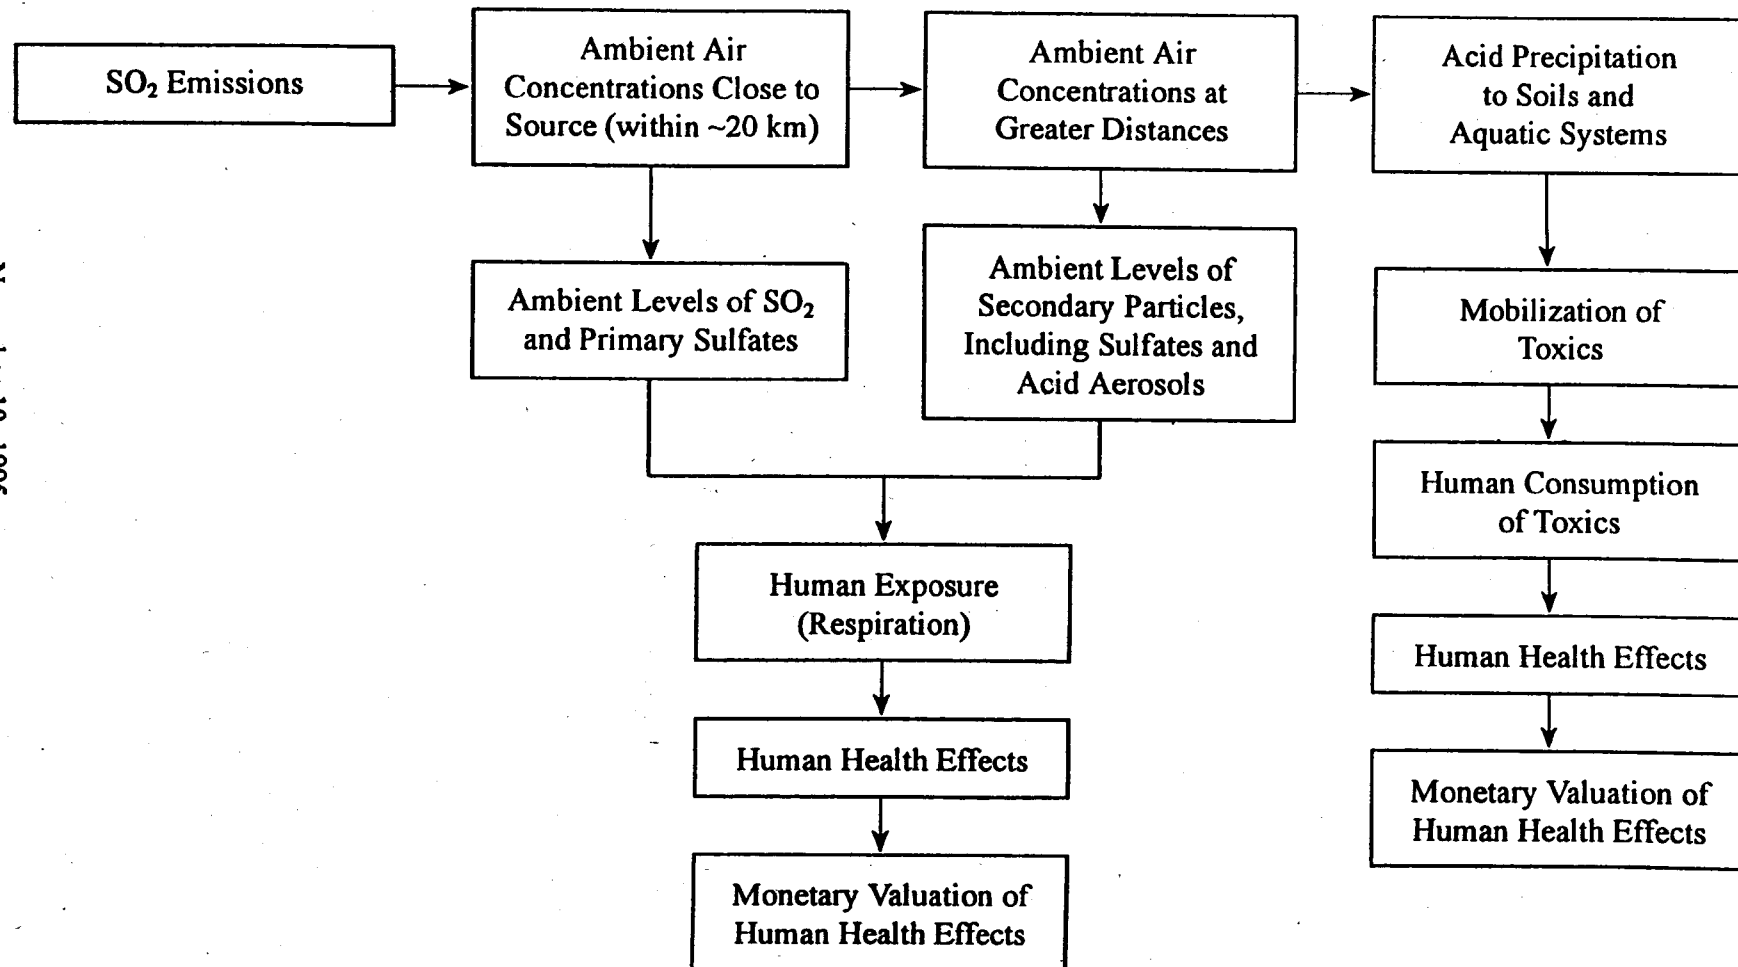 SO₂ Emissions
Ambient Air
Concentrations Close to
Source (within ~20 km)
Ambient Air
Concentrations at
Greater Distances
Acid Precipitation
to Soils and
Aquatic Systems
Ambient Levels of SO₂
and Primary Sulfates
Ambient Levels of
Secondary Particles,
Including Sulfates and
Acid Aerosols
Mobilization of
Toxics
Human Consumption
of Toxics
Human Exposure
(Respiration)
Human Health Effects
Human Health Effects
Monetary Valuation of
Human Health Effects
Monetary Valuation of
Human Health Effects